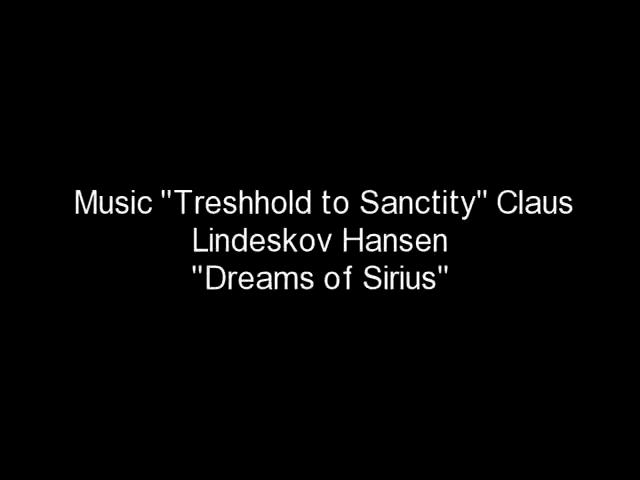 Music "Treshhold to Sanctity" Claus
Lindeskov Hansen
"Dreams of Sirius"